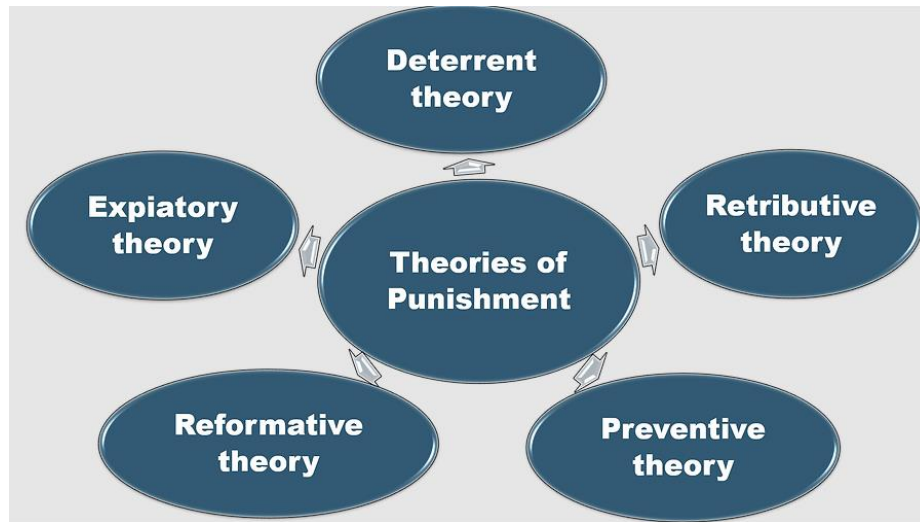 Deterrent
theory
Expiatory
theory
Retributive
theory
Theories of
Punishment
Reformative
theory
Preventive
theory